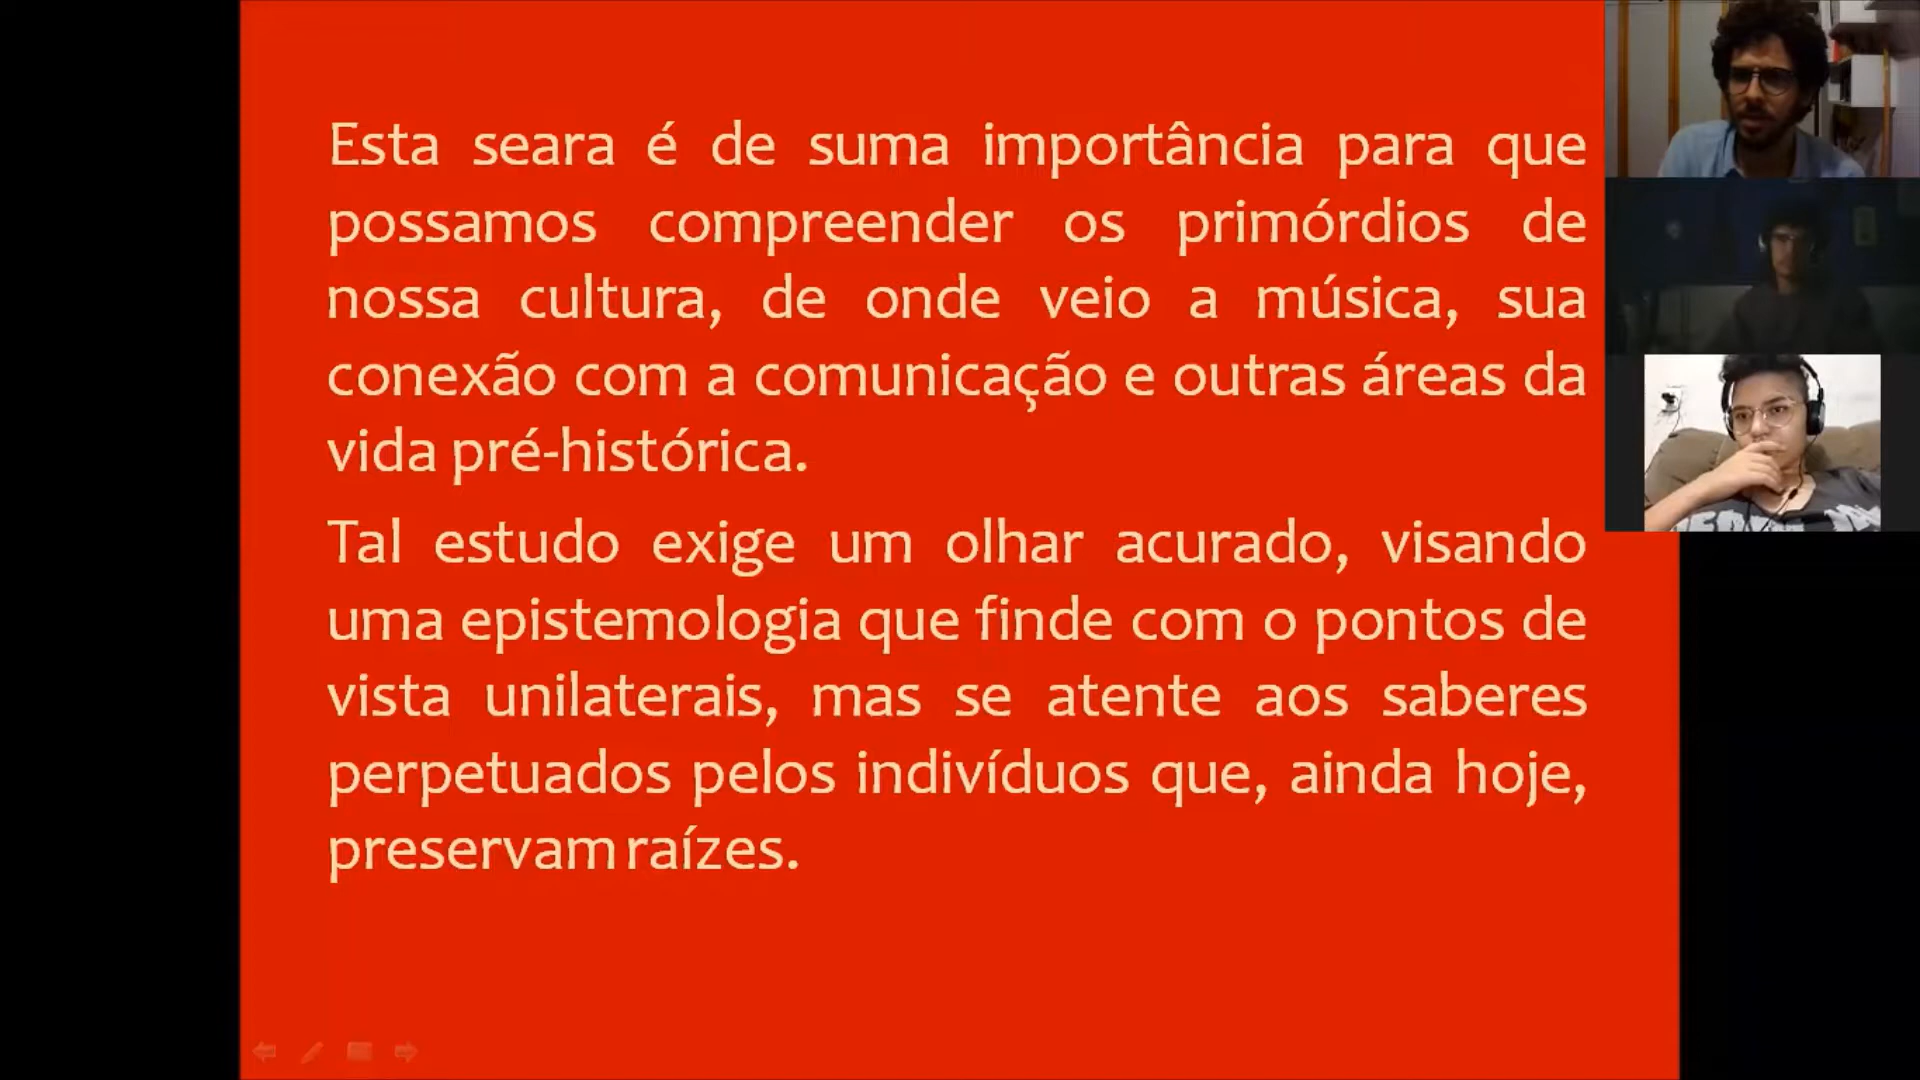 Esta seara é de suma importância para que
possamos compreender os primórdios de
nossa cultura, de onde veio a música, sua
conexão com a comunicação e outras áreas da
vida pré-histórica.
Tal estudo exige um olhar acurado, visando
uma epistemologia que finde com o pontos de
vista unilaterais, mas se atente aos saberes
perpetuados pelos indivíduos que, ainda hoje,
preservam raízes.